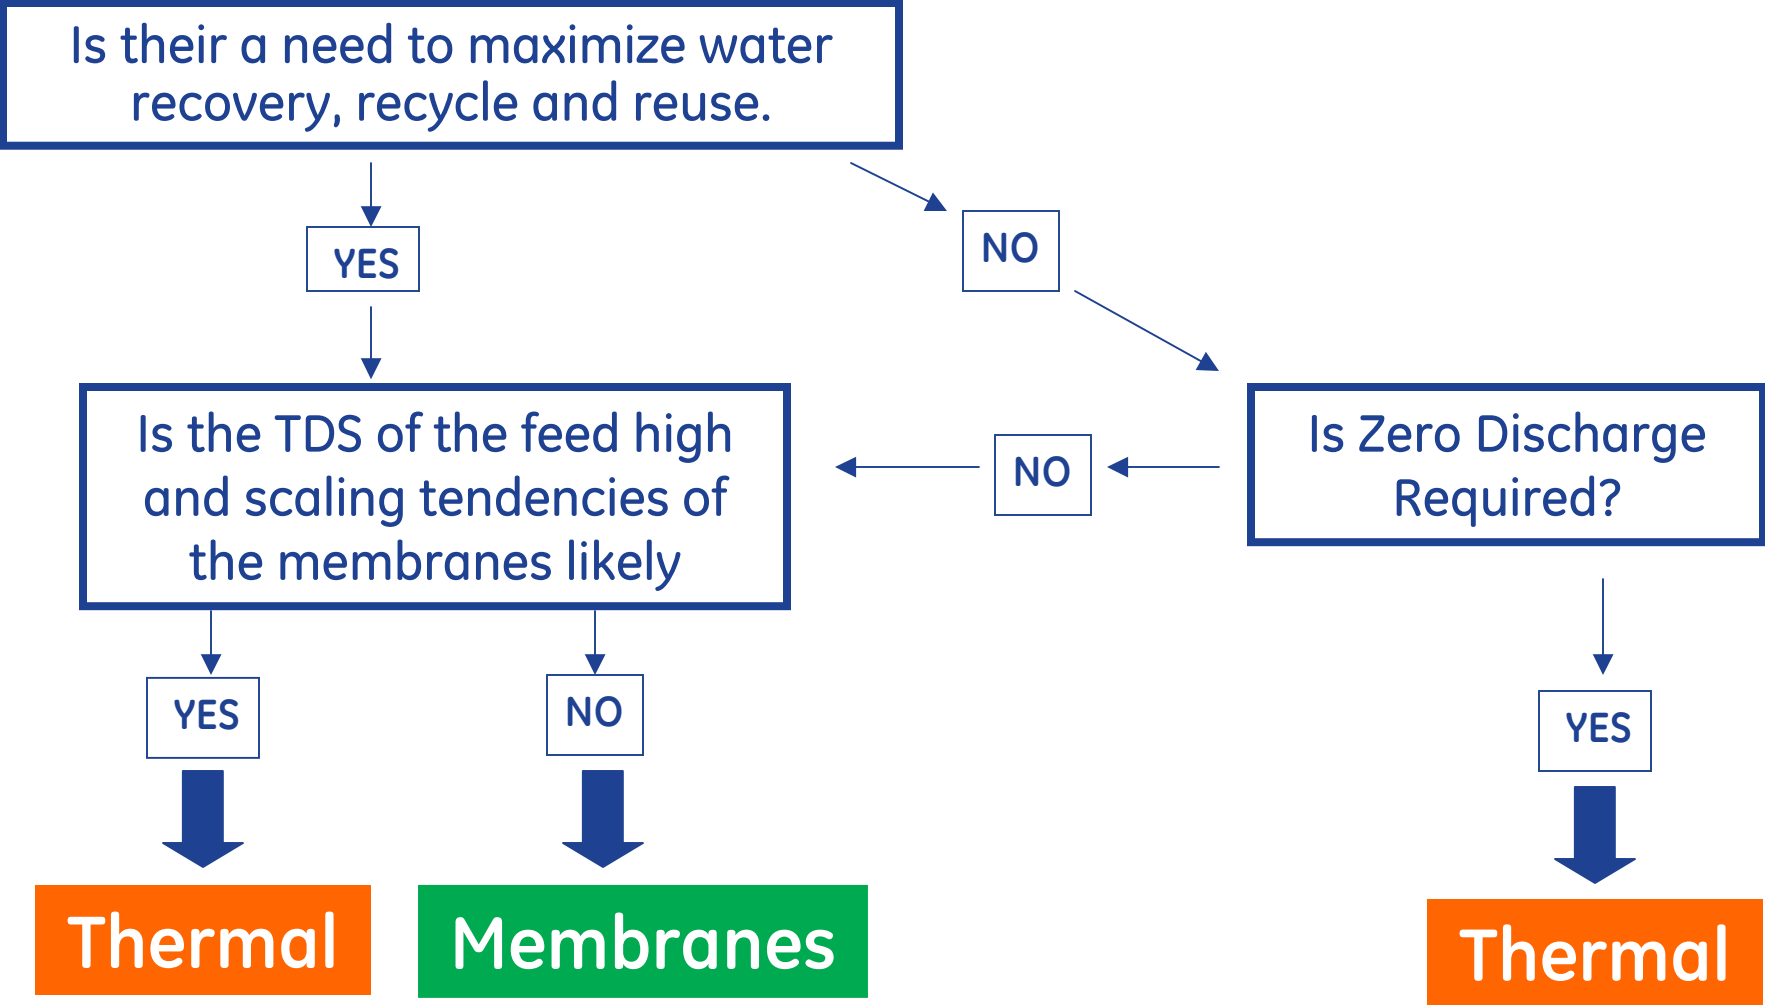 Is their a need to maximize water
recovery, recycle and reuse.
YES
NO
Is the TDS of the feed high
and scaling tendencies of
the membranes likely
NO
Is Zero Discharge
Required?
YES
NO
YES
Thermal
Membranes
Thermal